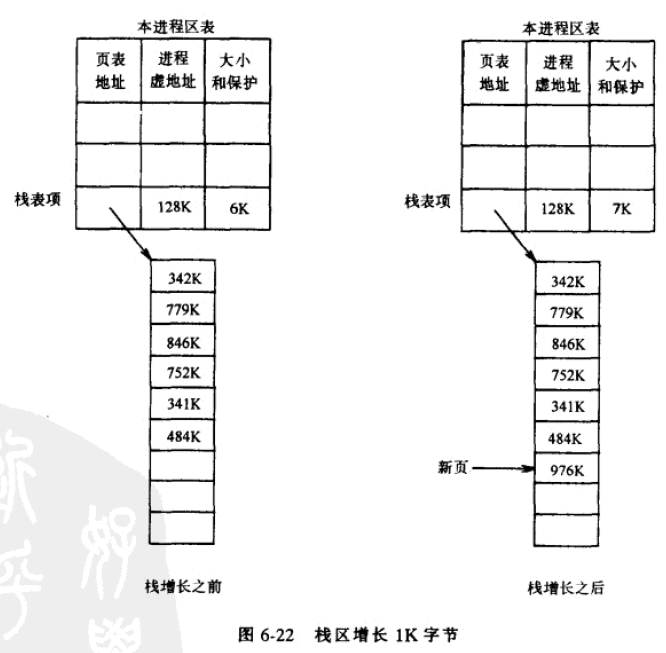 本进程区表
页表
地址
进程
虚地址
大小
和保护
栈表项
128K
6K
342K
779K
846K
752K
341K
484K
栈增长之前
本进程区表
页表
地址
进程
虚地址
大小
和保护
栈表项
128K
7K
342K
779K
846K
752K
341K
484K
新页
976K
栈增长之后
图 6-22 栈区增长 1K 字节